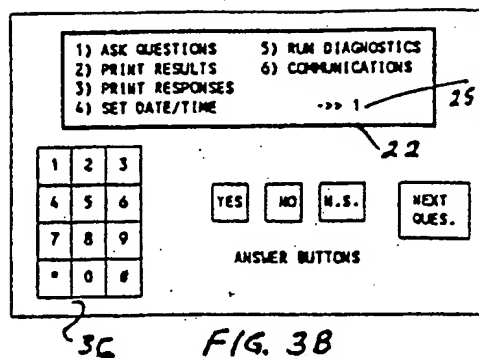 1) ASK QUESTIONS 5) RUN DIAGNOSTICS
2) PRINT RESULTS 6) COMMUNICATIONS
3) PRINT RESPONSES
4) SET DATE/TIME ->> 1
25
22
1 2 3
4 5 6
7 8 9
* 0 #
YES NO N.S. NEXT QUES.
ANSWER BUTTONS
36
FIG. 3B